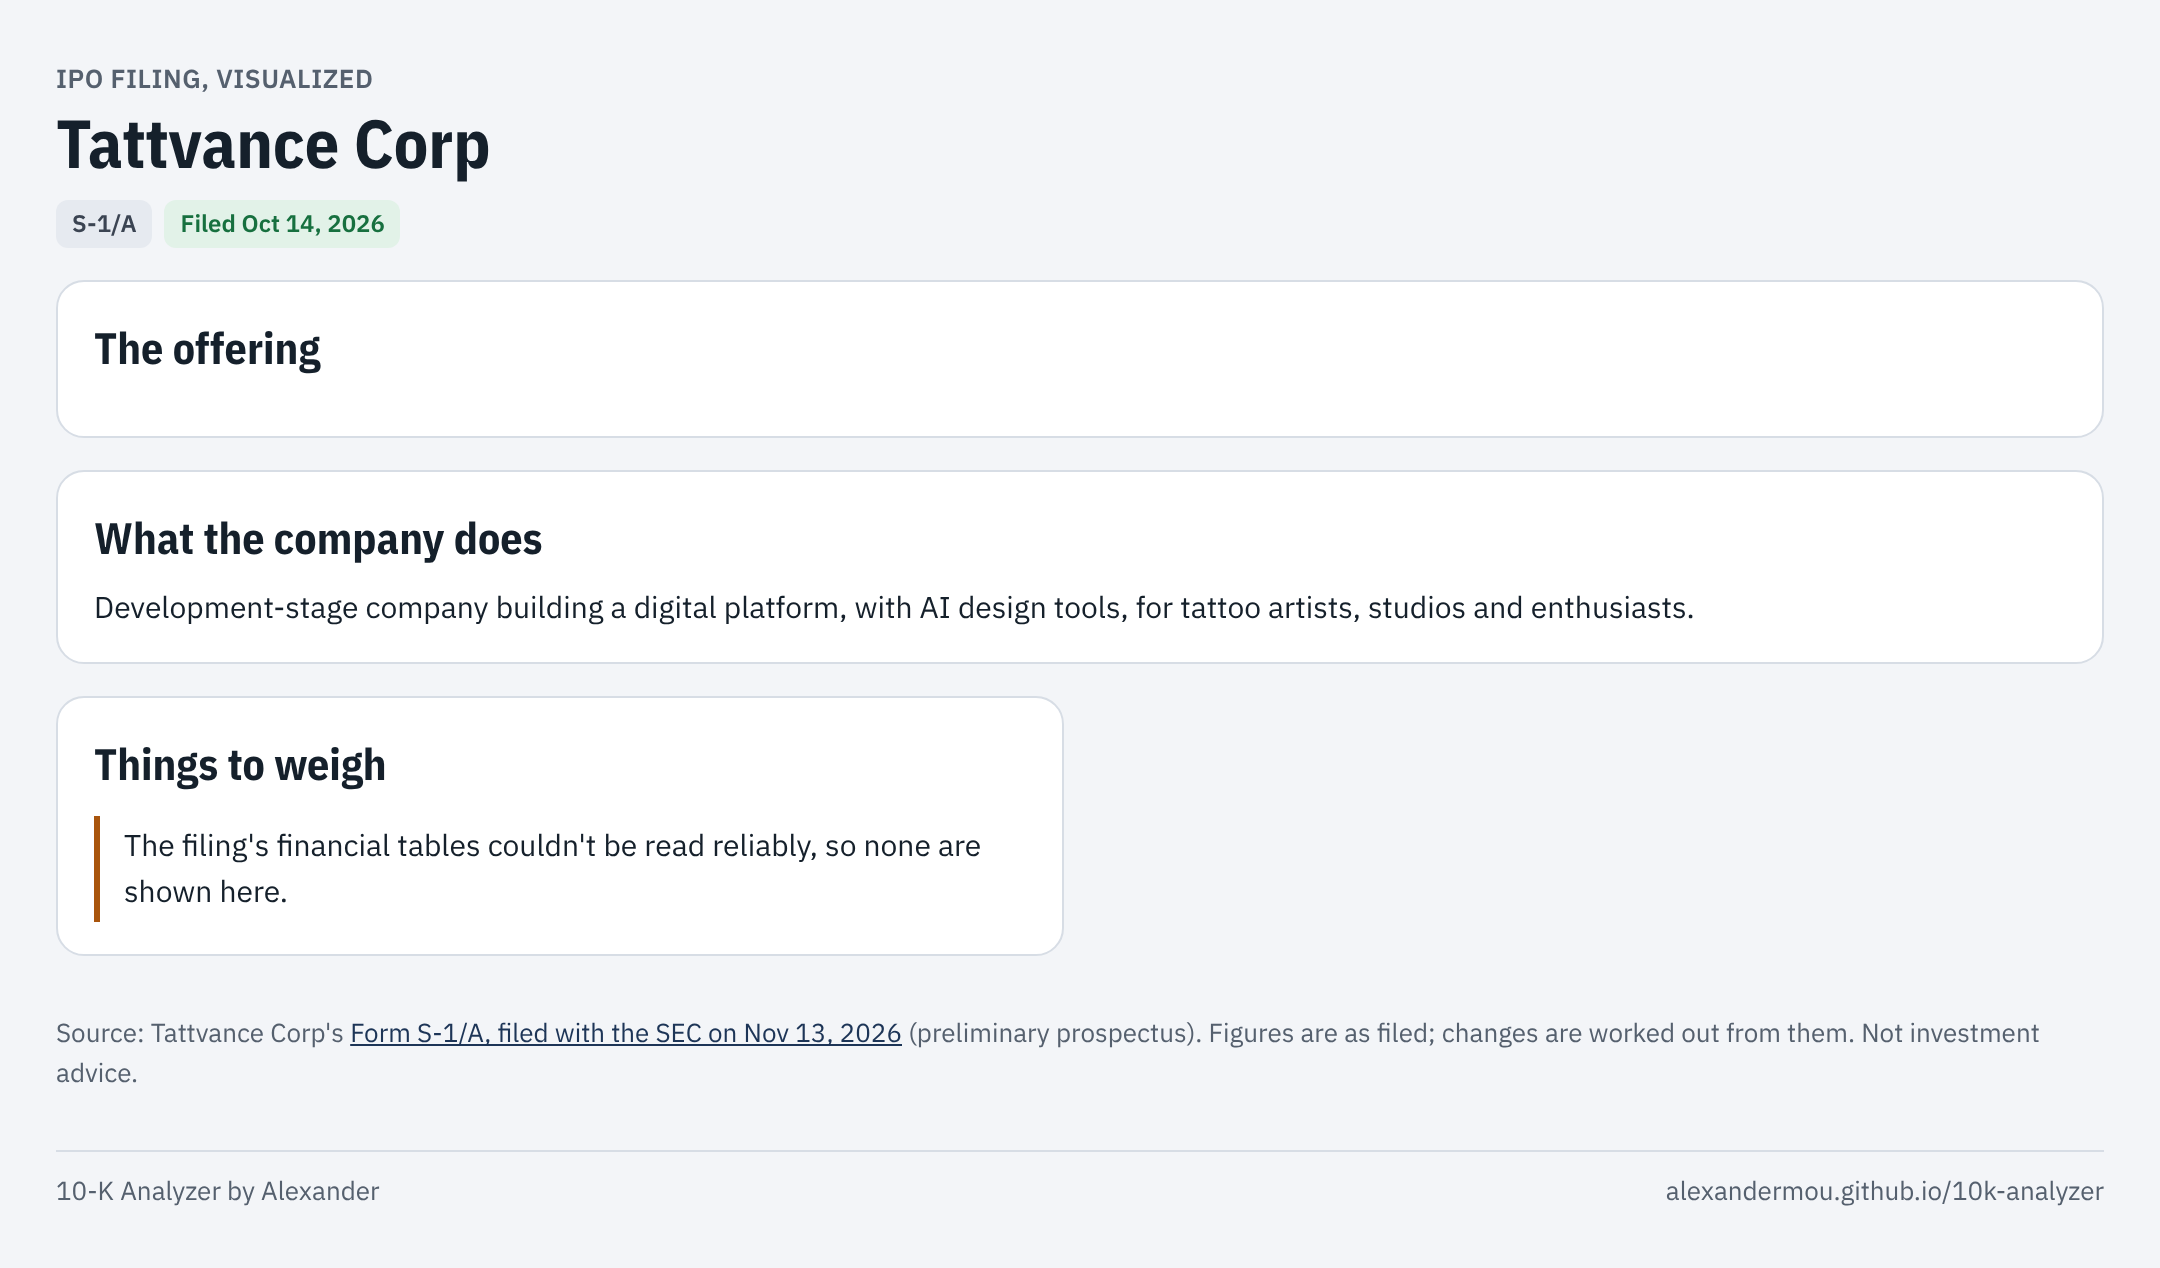 IPO FILING, VISUALIZED
Tattvance Corp
S-1/A Filed Oct 14, 2026
The offering
What the company does
Development-stage company building a digital platform, with AI design tools, for tattoo artists, studios and enthusiasts.
Things to weigh
The filing's financial tables couldn't be read reliably, so none are
shown here.
Source: Tattvance Corp's Form S-1/A, filed with the SEC on Nov 13, 2026 (preliminary prospectus). Figures are as filed; changes are worked out from them. Not investment
advice.
10-K Analyzer by Alexander
alexandermou.github.io/10k-analyzer